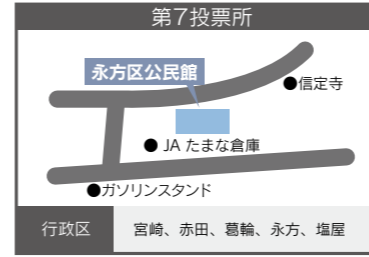 第7投票所
永方区公民館
●信定寺
● JA たまな倉庫
●ガソリンスタンド
行政区
宮崎、赤田、葛輪、永方、塩屋